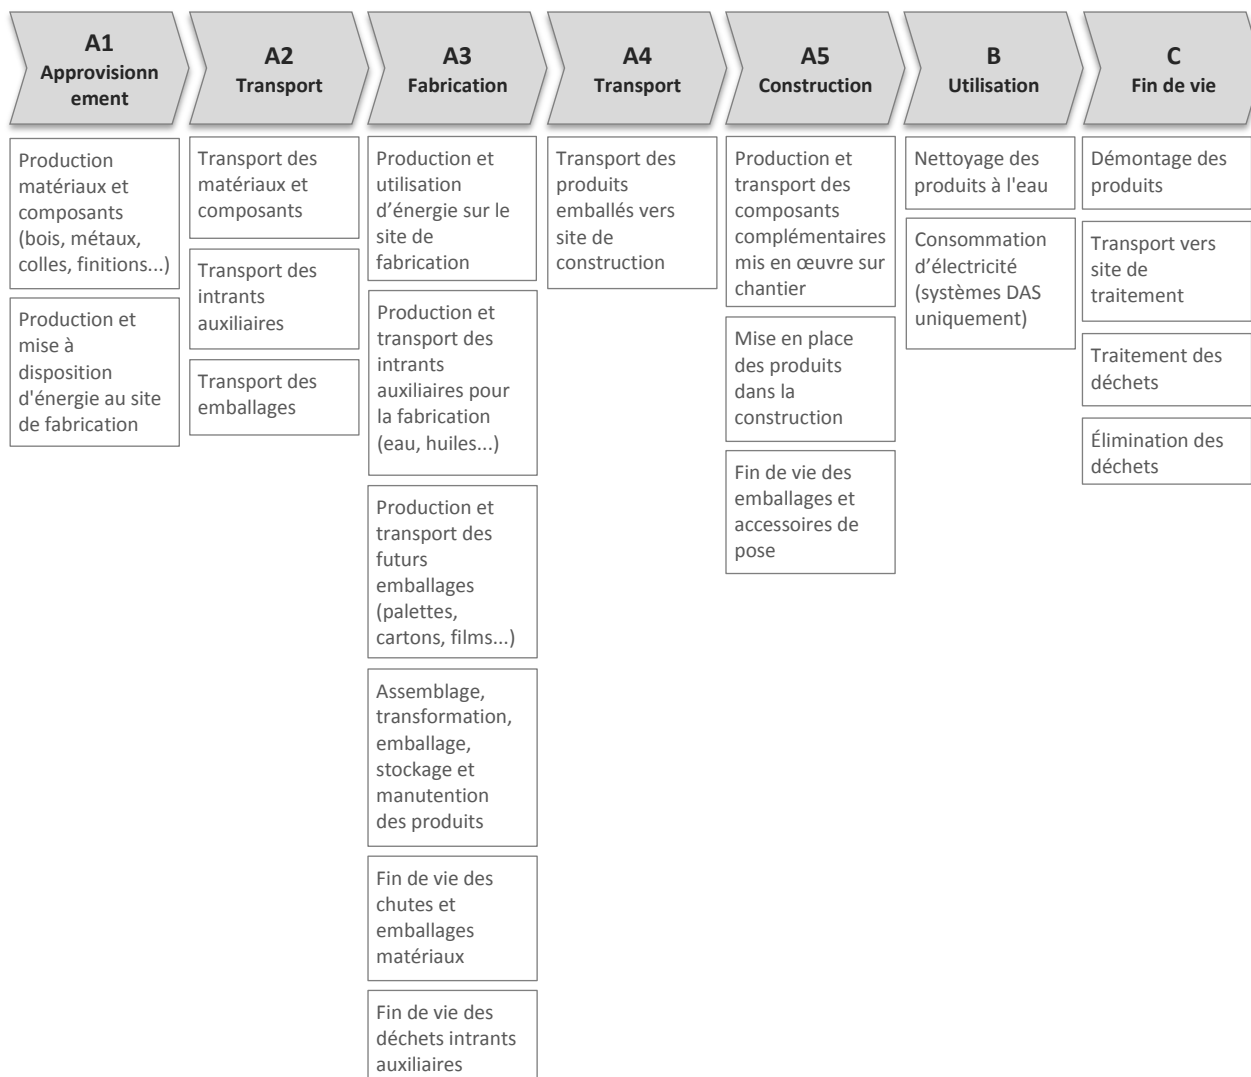 A1
Approvisionn
ement
A2
Transport
A3
Fabrication
A4
Transport
A5
Construction
B
Utilisation
C
Fin de vie
Production
matériaux et
composants
(bois, métaux,
colles, finitions...)
Production et
mise à
disposition
d'énergie au site
de fabrication
Transport des
matériaux et
composants
Transport des
intrants
auxiliaires
Transport des
emballages
Production et
utilisation
d’énergie sur le
site de
fabrication
Production et
transport des
intrants
auxiliaires pour
la fabrication
(eau, huiles...)
Production et
transport des
futurs
emballages
(palettes,
cartons, films...)
Assemblage,
transformation,
emballage,
stockage et
manutention
des produits
Fin de vie des
chutes et
emballages
matériaux
Fin de vie des
déchets intrants
auxiliaires
Transport des
produits
emballés vers
site de
construction
Production et
transport des
composants
complémentaires
mis en œuvre sur
chantier
Mise en place
des produits
dans la
construction
Fin de vie des
emballages et
accessoires de
pose
Nettoyage des
produits à l'eau
Consommation
d’électricité
(systèmes DAS
uniquement)
Démontage des
produits
Transport vers
site de
traitement
Traitement des
déchets
Élimination des
déchets